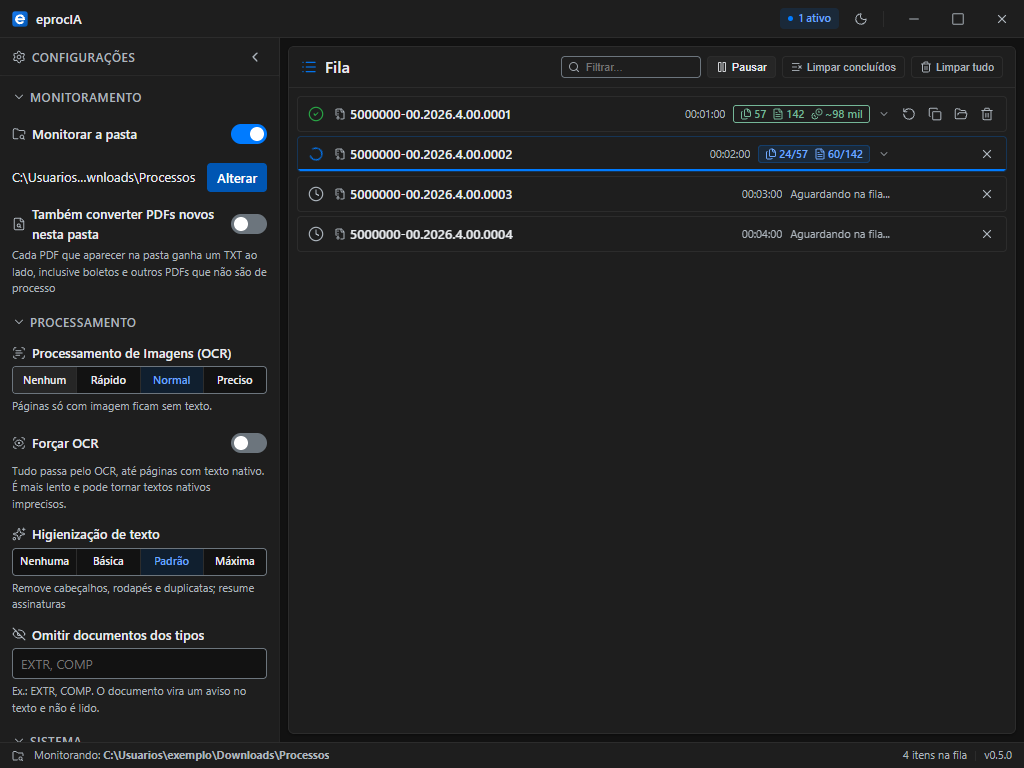 eprocIA
1 ativo
CONFIGURAÇÕES
MONITORAMENTO
Monitorar a pasta
C:\Usuarios...wnloads\Processos
Alterar
Também converter PDFs novos
nesta pasta
Cada PDF que aparecer na pasta ganha um TXT ao
lado, inclusive boletos e outros PDFs que não são de
processo
PROCESSAMENTO
Processamento de Imagens (OCR)
Nenhum Rápido Normal Preciso
Páginas só com imagem ficam sem texto.
Forçar OCR
Tudo passa pelo OCR, até páginas com texto nativo.
É mais lento e pode tornar textos nativos
imprecisos.
Higienização de texto
Nenhuma Básica Padrão Máxima
Remove cabeçalhos, rodapés e duplicatas; resume
assinaturas
Omitir documentos dos tipos
EXTR, COMP
Ex.: EXTR, COMP. O documento vira um aviso no
texto e não é lido.
SISTEMA
Fila
Filtrar...
Pausar
Limpar concluídos
Limpar tudo
5000000-00.2026.4.00.0001 00:01:00 57 142 ~98 mil
5000000-00.2026.4.00.0002 00:02:00 24/57 60/142
5000000-00.2026.4.00.0003 00:03:00 Aguardando na fila...
5000000-00.2026.4.00.0004 00:04:00 Aguardando na fila...
Monitorando: C:\Usuarios\exemplo\Downloads\Processos
4 itens na fila
v0.5.0